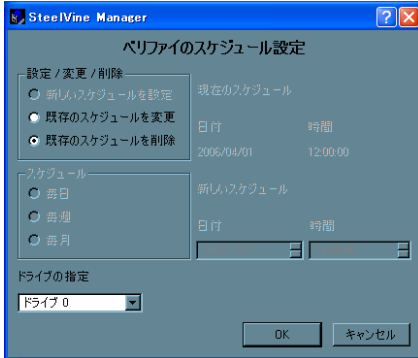 SteelVine Manager
ベリファイのスケジュール設定
設定 / 変更 / 削除
新しいスケジュールを設定
既存のスケジュールを変更
既存のスケジュールを削除
現在のスケジュール
日付 時間
2006/04/01 12:00:00
スケジュール
毎日
毎週
毎月
新しいスケジュール
日付 時間
ドライブの指定
ドライブ 0
OK キャンセル